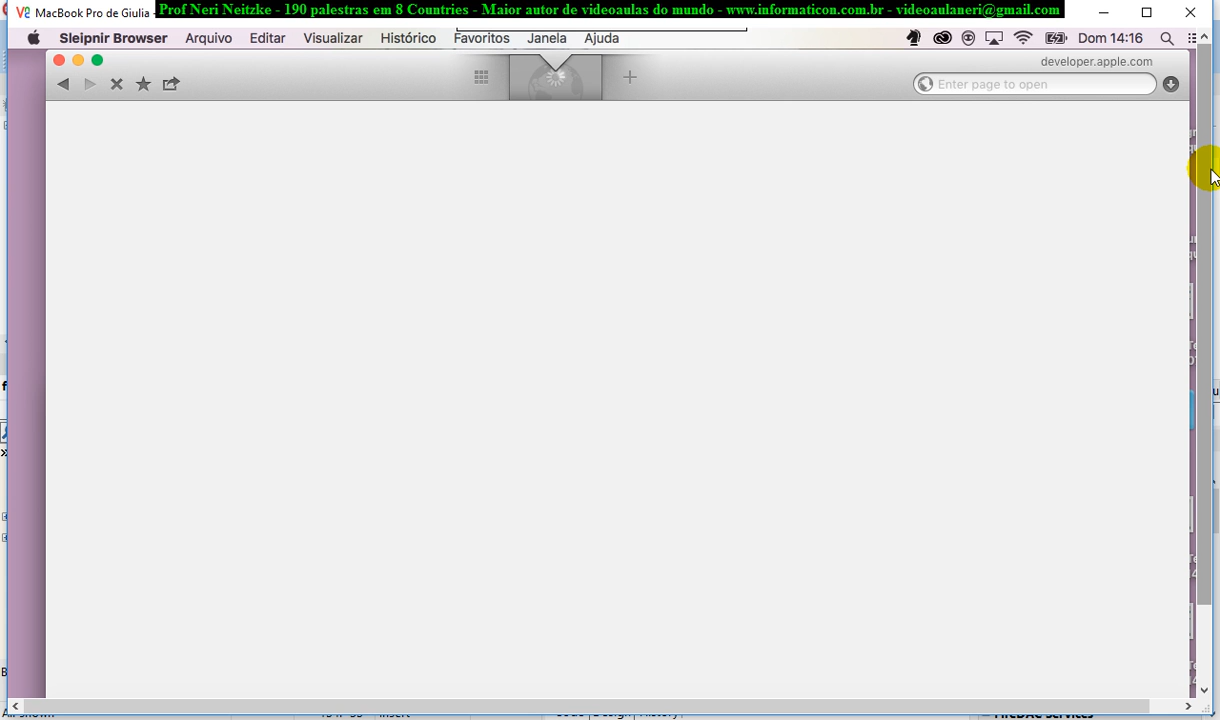 MacBook Pro de Giulia - Prof Neri Neitzke - 190 palestras em 8 Countries - Maior autor de videoaulas do mundo - www.informaticon.com.br - videoaulaneri@gmail.com
Sleipnir Browser Arquivo Editar Visualizar Histórico Favoritos Janela Ajuda Dom 14:16
developer.apple.com
Enter page to open